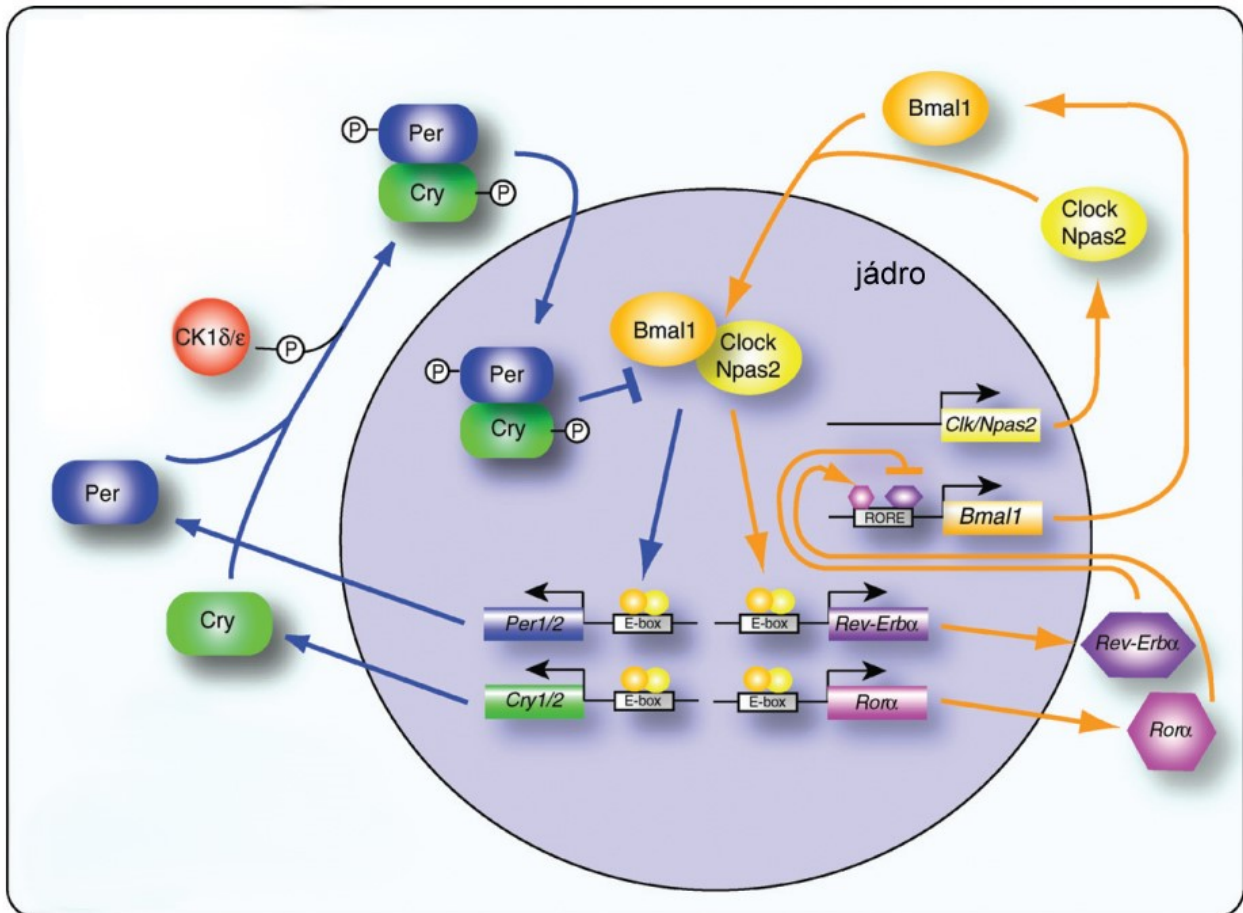 Bmal1
Per
P
Cry
P
Clock
Npas2
jádro
CK1δ/ε
P
Bmal1
Clock
Npas2
P
Per
Cry
P
Clk/Npas2
Per
RORE
Bmal1
Cry
Per1/2
E-box
E-box
Rev-Erbα
Rev-Erbα
Cry1/2
E-box
E-box
Rorα
Rorα